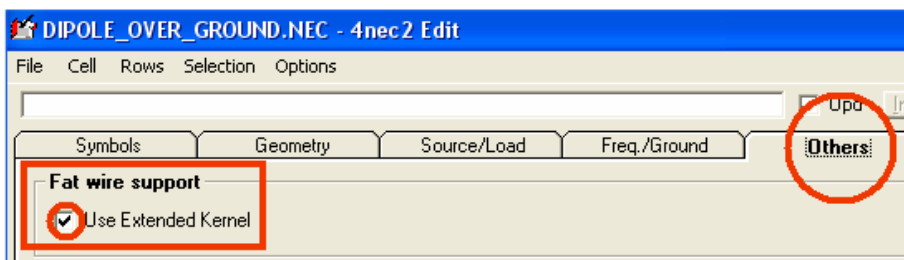 DIPOLE_OVER_GROUND.NEC - 4nec2 Edit
File Cell Rows Selection Options
Upd
Symbols Geometry Source/Load Freq./Ground Others
Fat wire support
Use Extended Kernel